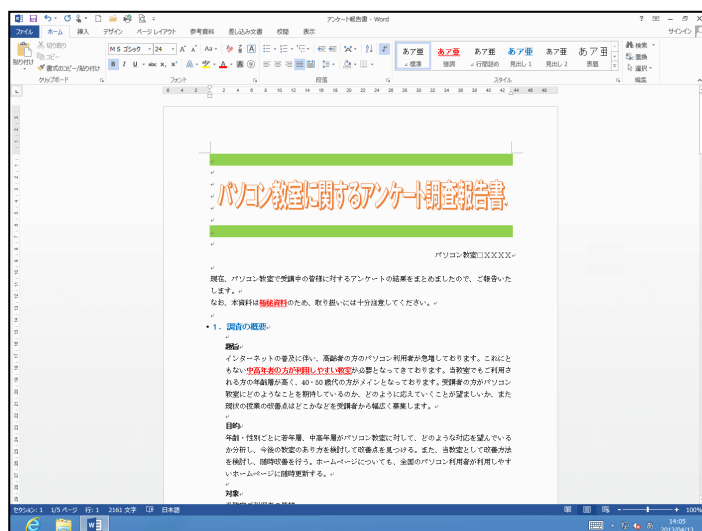 アンケート報告書 - Word
サインイン
ファイル ホーム 挿入 デザイン ページ レイアウト 参考資料 差し込み文書 校閲 表示
貼り付け
切り取り
コピー
書式のコピー/貼り付け
クリップボード
MS ゴシック 24
フォント
段落
あア亜 あア亜 あア亜 あア亜 あア亜 あア亜
標準 強調 行間詰め 見出し 1 見出し 2 表題
スタイル
検索
置換
選択
編集
パソコン教室に関するアンケート調査報告書
パソコン教室□XXXX
現在、パソコン教室で受講中の皆様に対するアンケートの結果をまとめましたので、ご報告いた
します。
なお、本資料は極秘資料のため、取り扱いには十分注意してください。
1. 調査の概要
趣旨
インターネットの普及に伴い、高齢者の方のパソコン利用者が急増しております。これにと
もない中高年者の方が利用しやすい教室が必要となってきております。当教室でもご利用さ
れる方の年齢層が高く、40・50歳代の方がメインとなっております。受講者の方がパソコン
教室にどのようなことを期待しているのか、どのように応えていくことが望ましいか、また
現状の授業の改善点はどこかなどを受講者から幅広く募集します。
目的
年齢・性別ごとに若年層、中高年層がパソコン教室に対して、どのような対応を望んでいる
か分析し、今後の教室のあり方を検討して改善点を見つける。また、当教室として改善方法
を検討し、随時改善を行う。ホームページについても、全国のパソコン利用者が利用しやす
いホームページに随時更新する。
対象
セクション: 1 1/5 ページ 行: 1 2161 文字 日本語
100%
14:05
2013/04/13